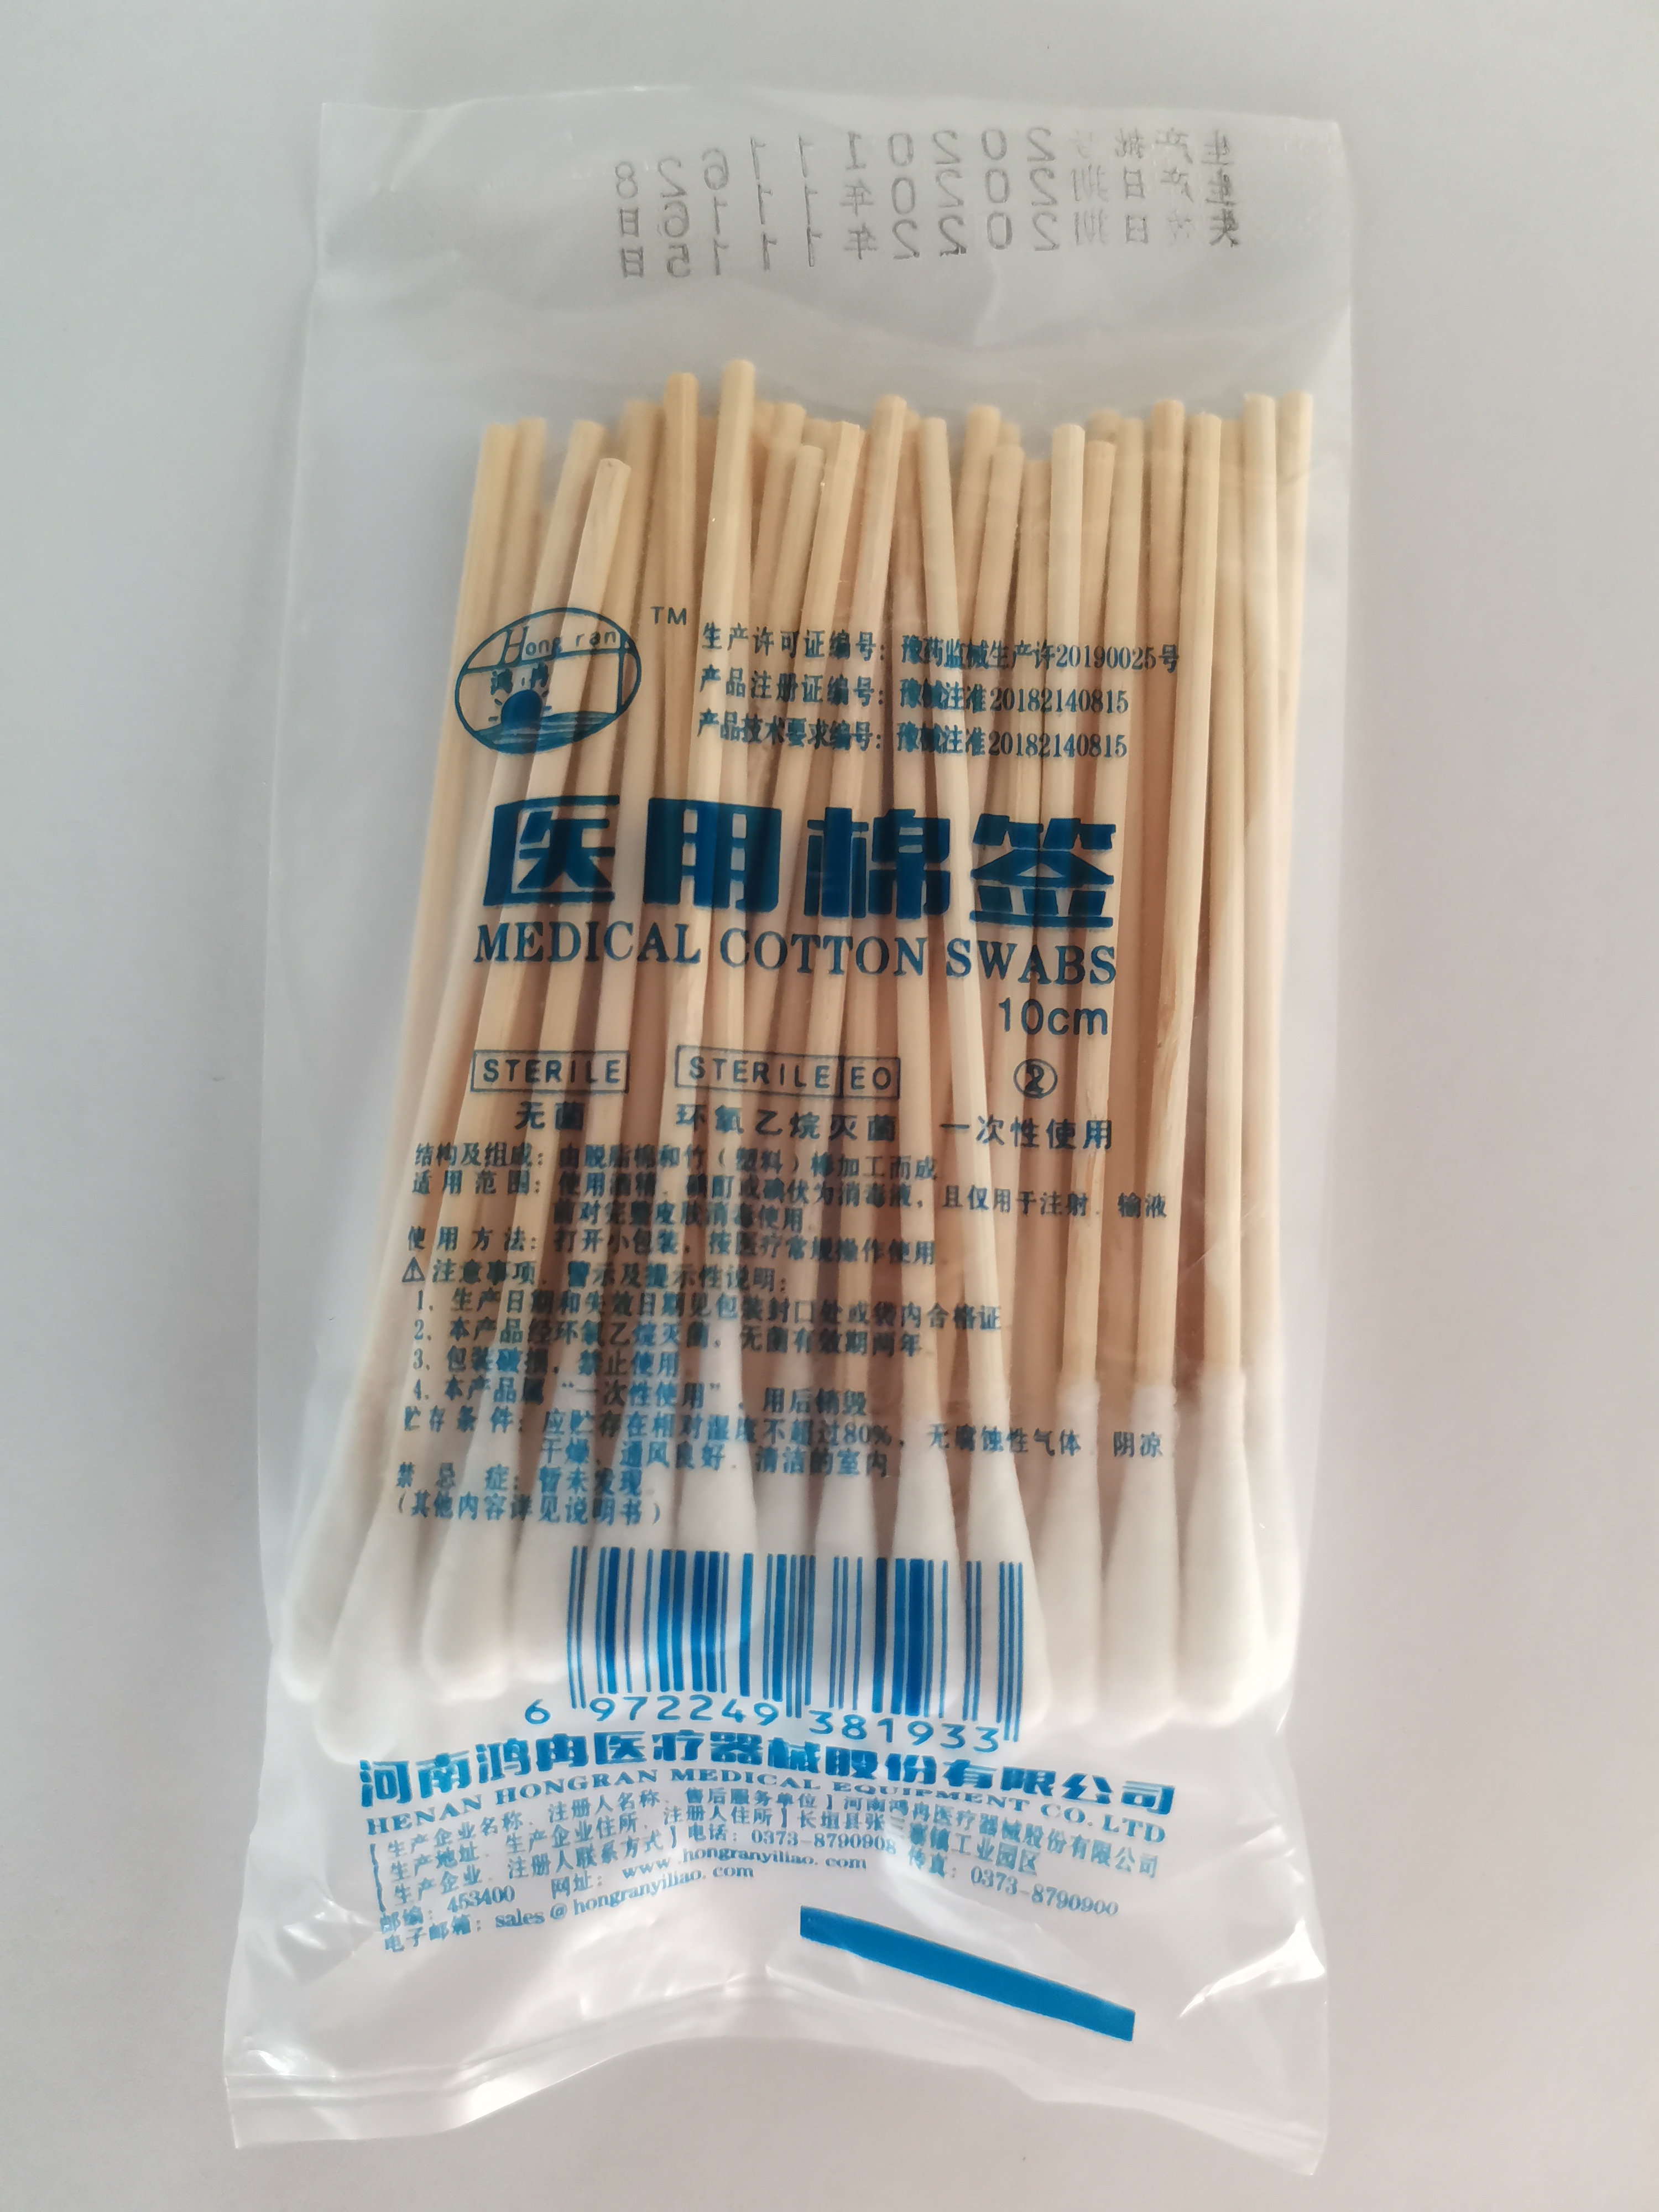 生产批号2020111628
生产日期2020年1116日
失效日期2022年1115日
Hong ran
鸿冉
TM
生产许可证编号：豫药监械生产许20190025号
产品注册证编号：豫械注准20182140815
产品技术要求编号：豫械注准20182140815
医用棉签
MEDICAL COTTON SWABS
10cm
STERILE STERILE EO ②
无菌 环氧乙烷灭菌 一次性使用
结构及组成：由脱脂棉和竹（塑料）棒加工而成
适用范围：使用酒精、碘酊或碘伏为消毒液，且仅用于注射、输液
前对完整皮肤消毒使用
使用方法：打开小包装，按医疗常规操作使用
⚠注意事项、警示及提示性说明：
1、生产日期和失效日期见包装封口处或袋内合格证
2、本产品经环氧乙烷灭菌，无菌有效期两年
3、包装破损，禁止使用
4、本产品属“一次性使用”，用后销毁
贮存条件：应贮存在相对湿度不超过80%，无腐蚀性气体、阴凉、
干燥、通风良好、清洁的室内
禁忌症：暂未发现
（其他内容详见说明书）
6 972249 381933
河南鸿冉医疗器械股份有限公司
HENAN HONGRAN MEDICAL EQUIPMENT CO.LTD
[生产企业名称、注册人名称、售后服务单位]河南鸿冉医疗器械股份有限公司
[生产地址、生产企业住所、注册人住所]长垣县张三寨镇工业园区
[生产企业、注册人联系方式]电话：0373-8790908 传真：0373-8790900
邮编：453400 网址：www.hongranyiliao.com
电子邮箱：sales@hongranyiliao.com